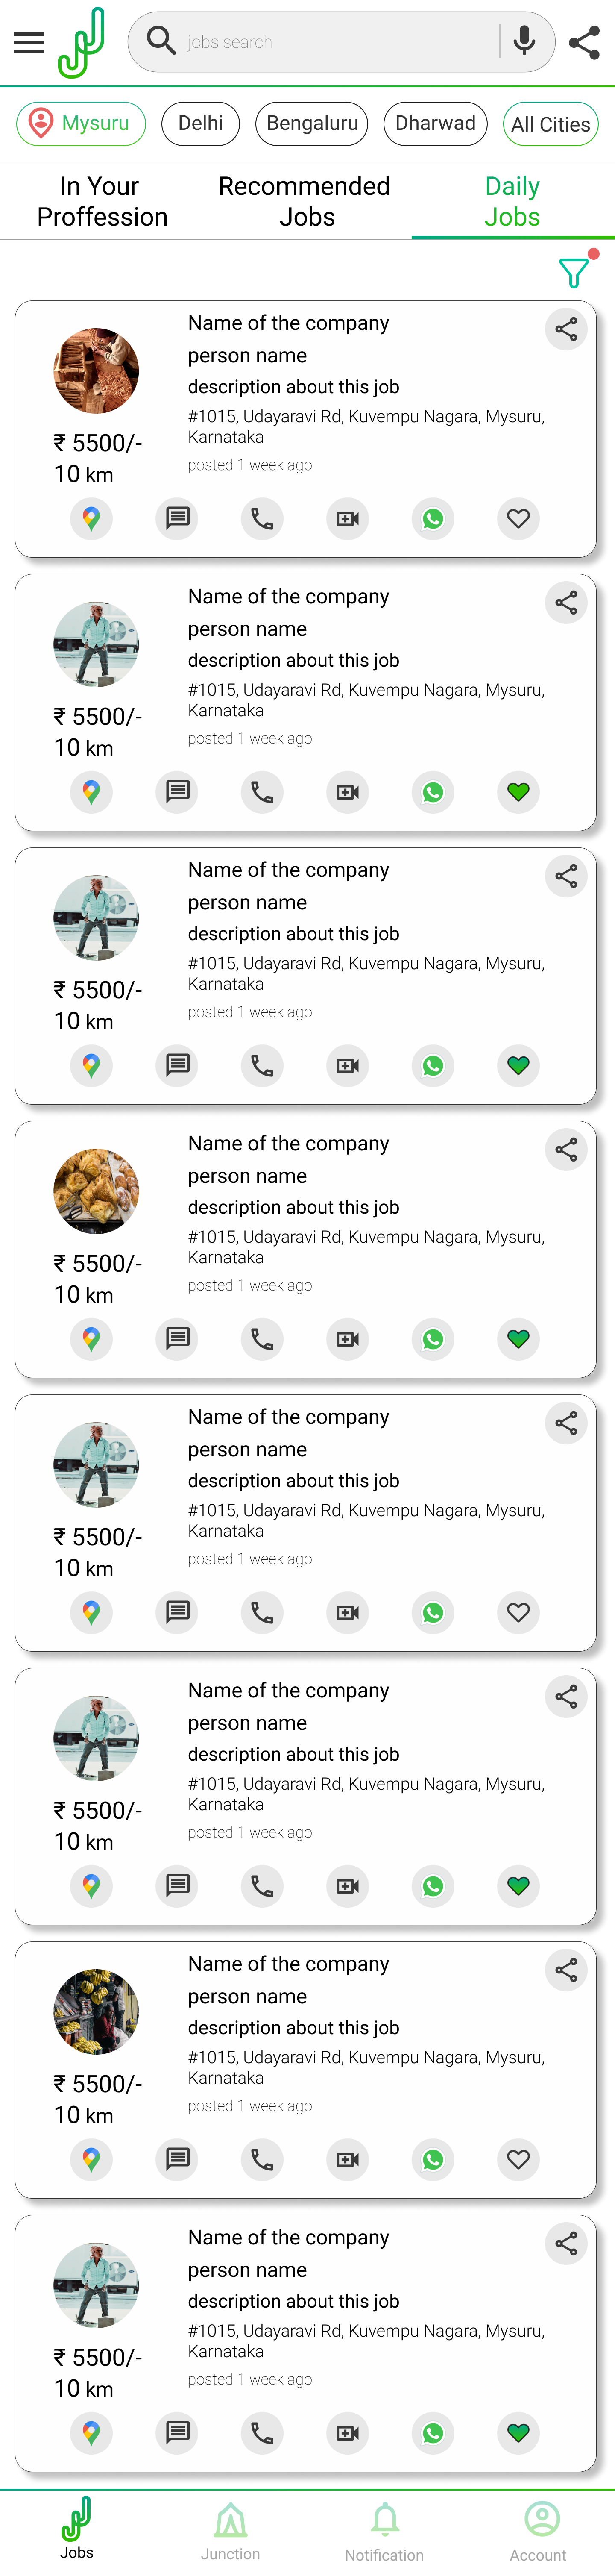 jobs search
Mysuru
Delhi
Bengaluru
Dharwad
All Cities
In Your
Proffession
Recommended
Jobs
Daily
Jobs
Name of the company
person name
description about this job
#1015, Udayaravi Rd, Kuvempu Nagara, Mysuru,
Karnataka
posted 1 week ago
₹ 5500/-
10 km
Name of the company
person name
description about this job
#1015, Udayaravi Rd, Kuvempu Nagara, Mysuru,
Karnataka
posted 1 week ago
₹ 5500/-
10 km
Name of the company
person name
description about this job
#1015, Udayaravi Rd, Kuvempu Nagara, Mysuru,
Karnataka
posted 1 week ago
₹ 5500/-
10 km
Name of the company
person name
description about this job
#1015, Udayaravi Rd, Kuvempu Nagara, Mysuru,
Karnataka
posted 1 week ago
₹ 5500/-
10 km
Name of the company
person name
description about this job
#1015, Udayaravi Rd, Kuvempu Nagara, Mysuru,
Karnataka
posted 1 week ago
₹ 5500/-
10 km
Name of the company
person name
description about this job
#1015, Udayaravi Rd, Kuvempu Nagara, Mysuru,
Karnataka
posted 1 week ago
₹ 5500/-
10 km
Name of the company
person name
description about this job
#1015, Udayaravi Rd, Kuvempu Nagara, Mysuru,
Karnataka
posted 1 week ago
₹ 5500/-
10 km
Name of the company
person name
description about this job
#1015, Udayaravi Rd, Kuvempu Nagara, Mysuru,
Karnataka
posted 1 week ago
₹ 5500/-
10 km
Jobs
Junction
Notification
Account